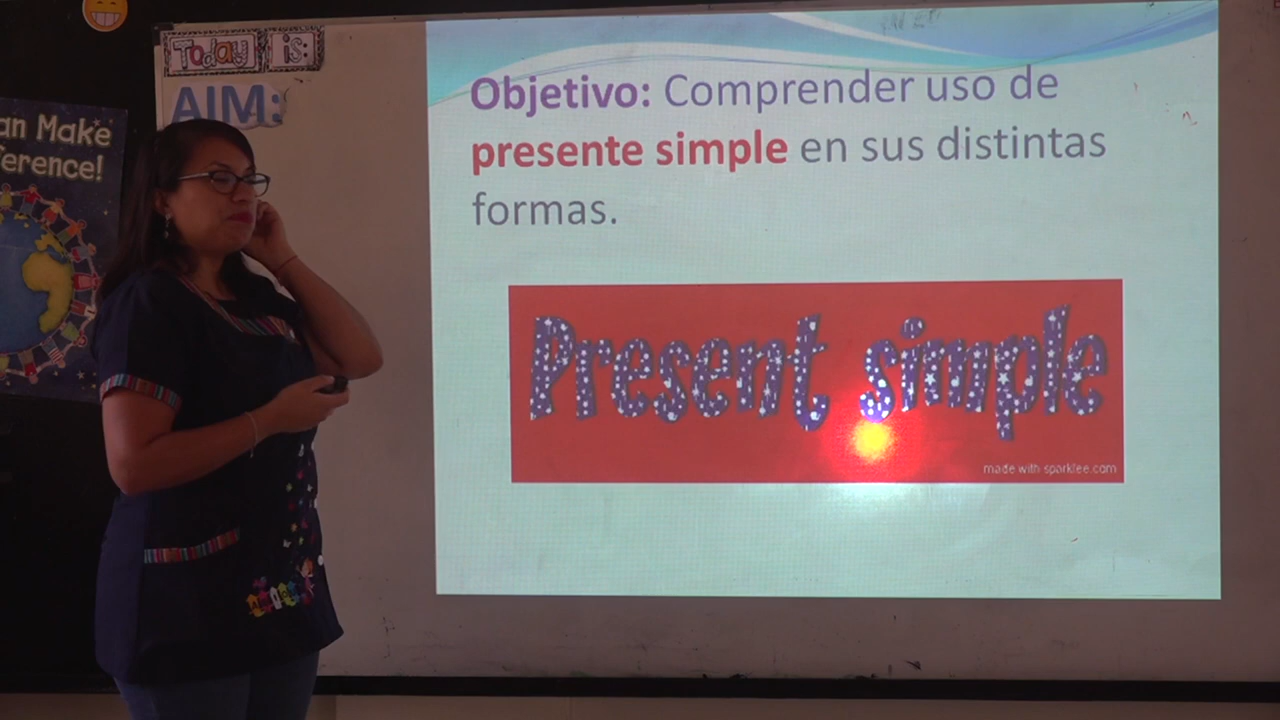 Today is:
AIM:
an Make
ference!
Objetivo: Comprender uso de
presente simple en sus distintas
formas.
Present simple
made with sparklee.com